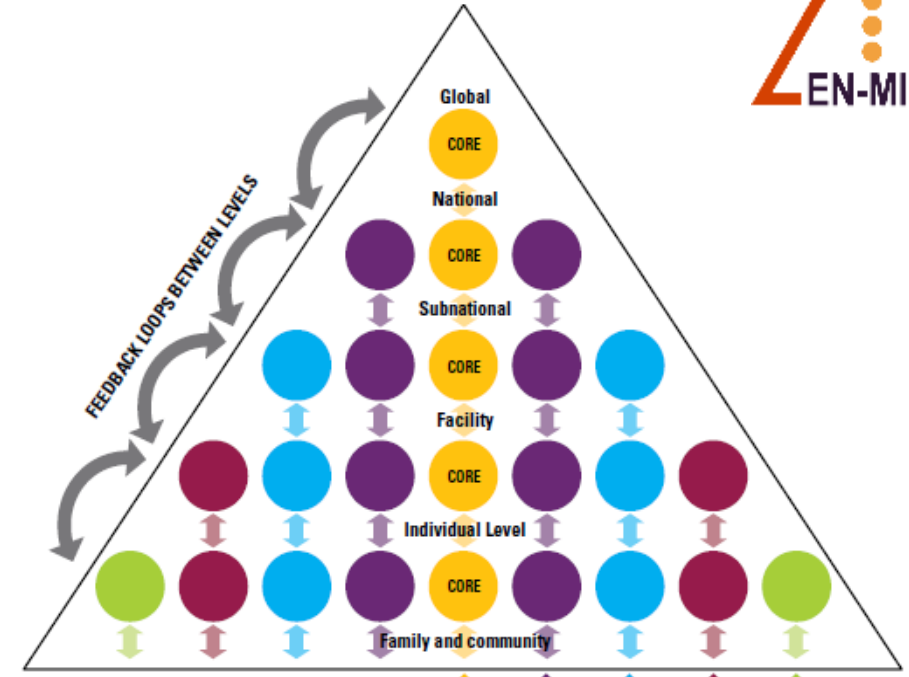 EN-MI
Global
CORE
National
CORE
Subnational
CORE
Facility
CORE
Individual Level
CORE
Family and community
FEEDBACK LOOPS BETWEEN LEVELS